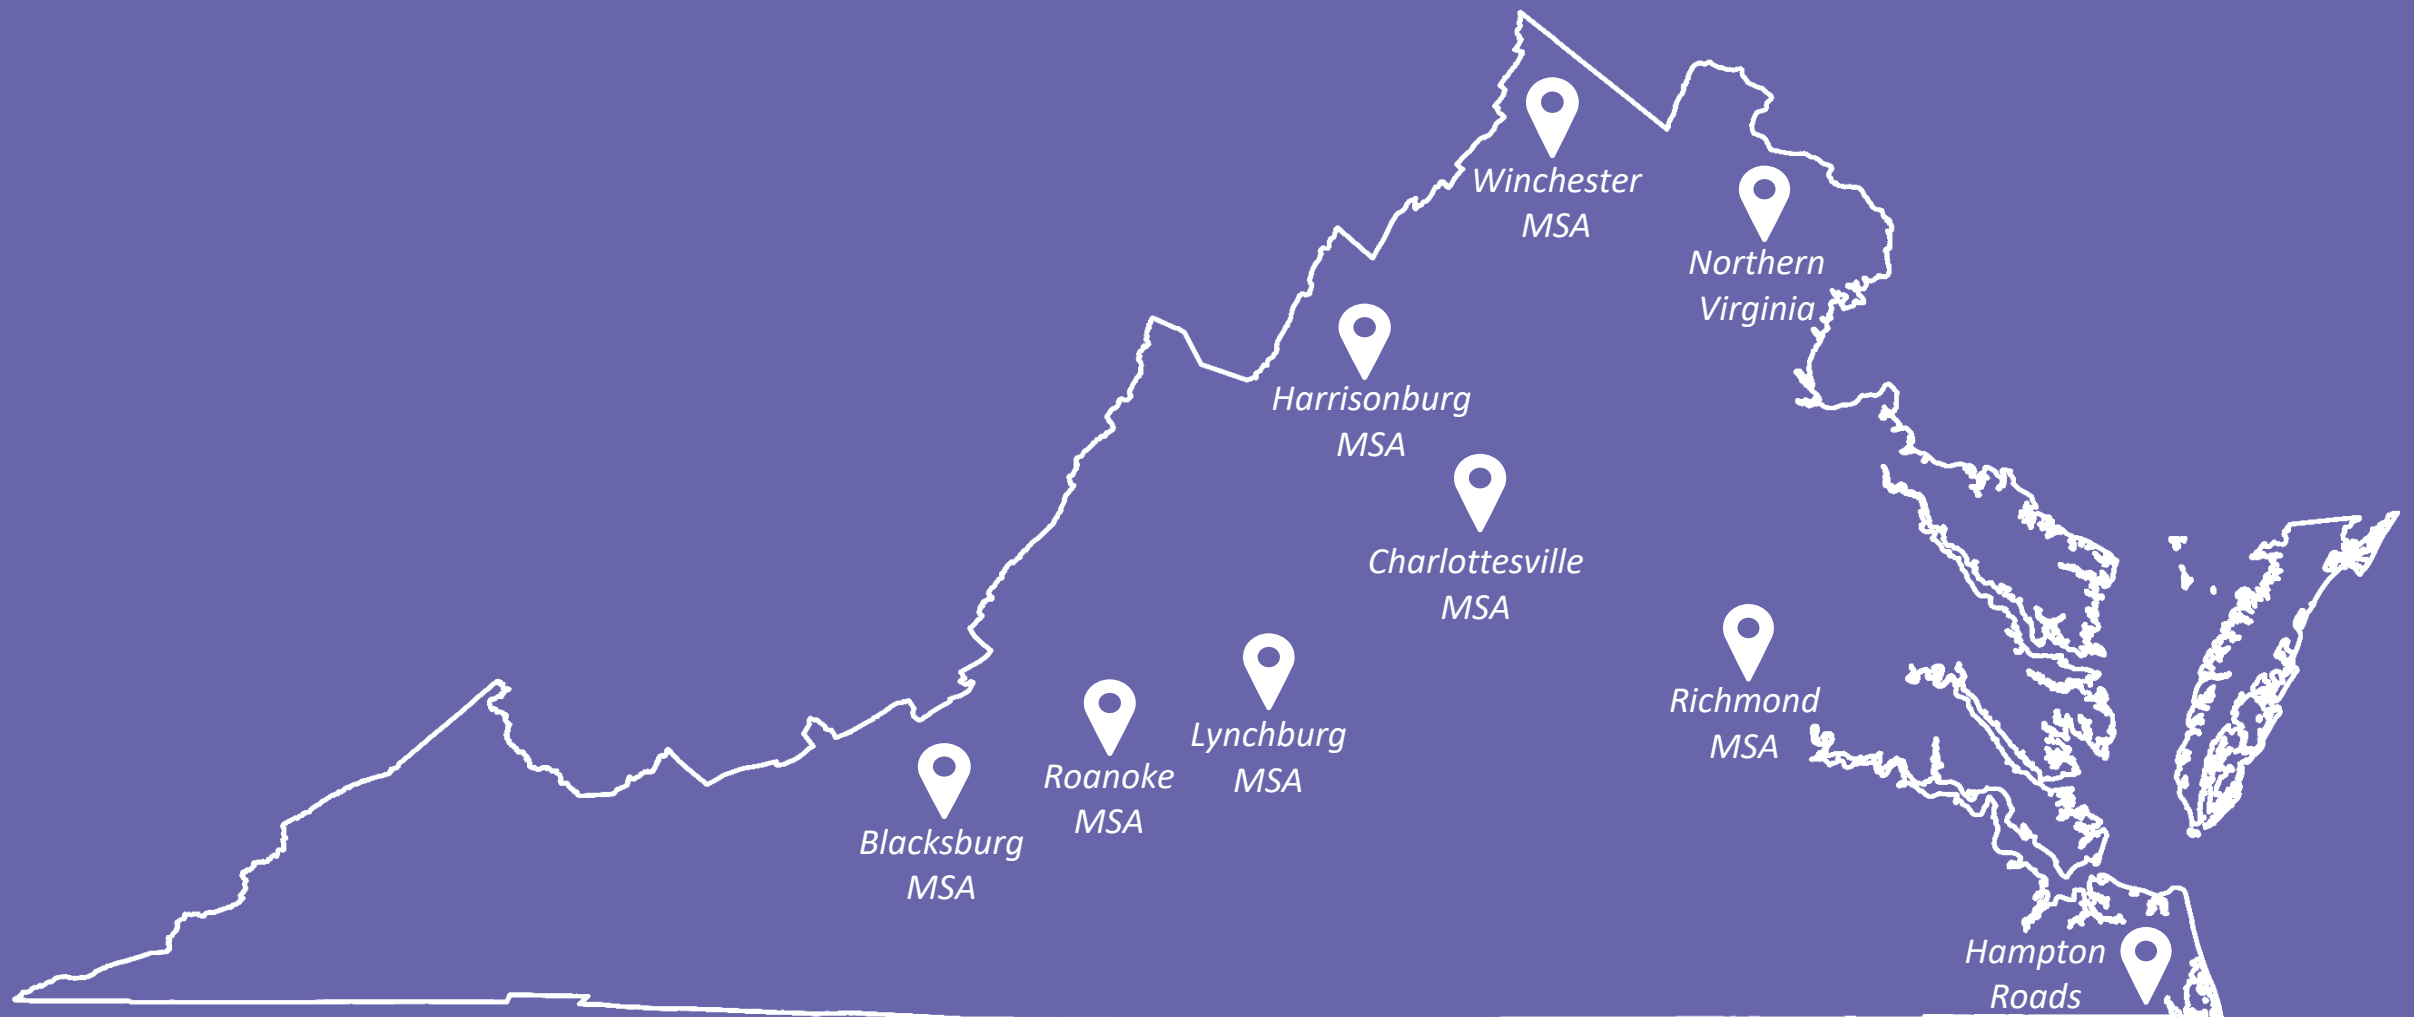 Winchester
MSA
Northern
Virginia
Harrisonburg
MSA
Charlottesville
MSA
Richmond
MSA
Lynchburg
MSA
Roanoke
MSA
Blacksburg
MSA
Hampton
Roads